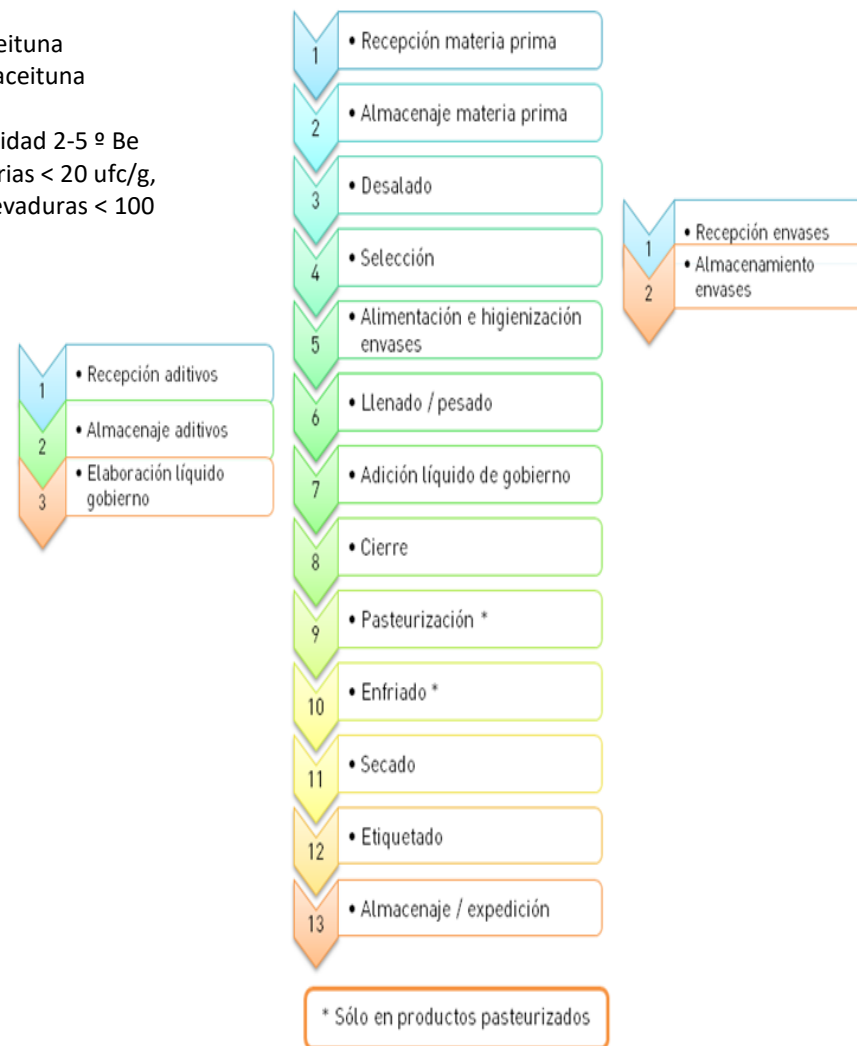 eituna
aceituna
idad 2-5 º Be
rias < 20 ufc/g,
evaduras < 100
1
• Recepción materia prima
2
• Almacenaje materia prima
3
• Desalado
4
• Selección
5
• Alimentación e higienización
envases
6
• Llenado / pesado
7
• Adición líquido de gobierno
8
• Cierre
9
• Pasteurización *
10
• Enfriado *
11
• Secado
12
• Etiquetado
13
• Almacenaje / expedición
* Sólo en productos pasteurizados
1
• Recepción aditivos
2
• Almacenaje aditivos
3
• Elaboración líquido
gobierno
1
• Recepción envases
2
• Almacenamiento
envases